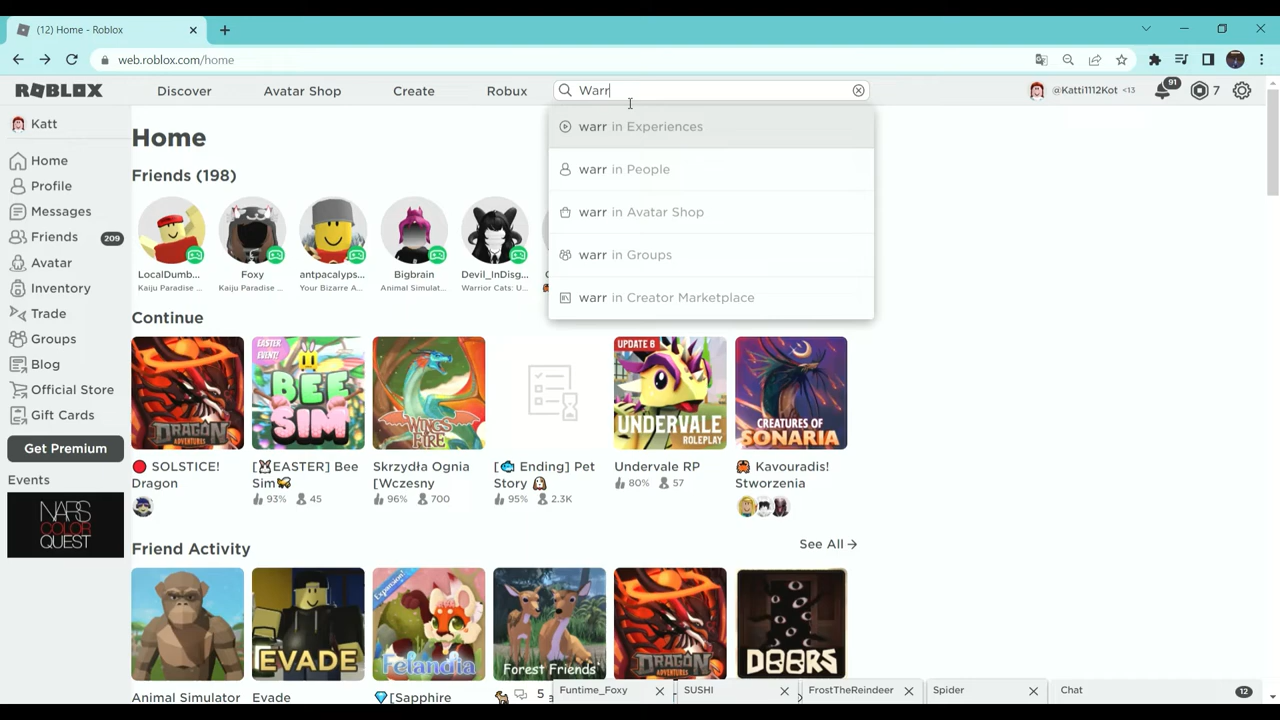 (12) Home - Roblox
web.roblox.com/home
ROBLOX
Discover
Avatar Shop
Create
Robux
Warr
@Katti1112Kot <13
91
7
warr in Experiences
warr in People
warr in Avatar Shop
warr in Groups
warr in Creator Marketplace
Katt
Home
Profile
Messages
Friends
209
Avatar
Inventory
Trade
Groups
Blog
Official Store
Gift Cards
Get Premium
Events
NARS
COLOR
QUEST
Home
Friends (198)
LocalDumb...
Kaiju Paradise ...
Foxy
Kaiju Paradise ...
antpacalyps...
Your Bizarre A...
Bigbrain
Animal Simulat...
Devil_InDisg...
Warrior Cats: U...
Continue
DRAGON
ADVENTURES
SOLSTICE!
Dragon
EASTER
EVENT!
BEE
SIM
[🐰EASTER] Bee
Sim
93% 45
WINGS
OF
FIRE
Skrzydła Ognia
[Wczesny
96% 700
[🐟 Ending] Pet
Story
95% 2.3K
UPDATE 8
UNDERVALE
ROLEPLAY
Undervale RP
80% 57
CREATURES OF
SONARIA
Kavouradis!
Stworzenia
Friend Activity
See All →
Animal Simulator
EVADE
Evade
Expansion!
Felandia
💎[Sapphire
Forest Friends
5
DRAGON
ADVENTURES
DOORS
Funtime_Foxy
SUSHI
FrostTheReindeer
Spider
Chat
12